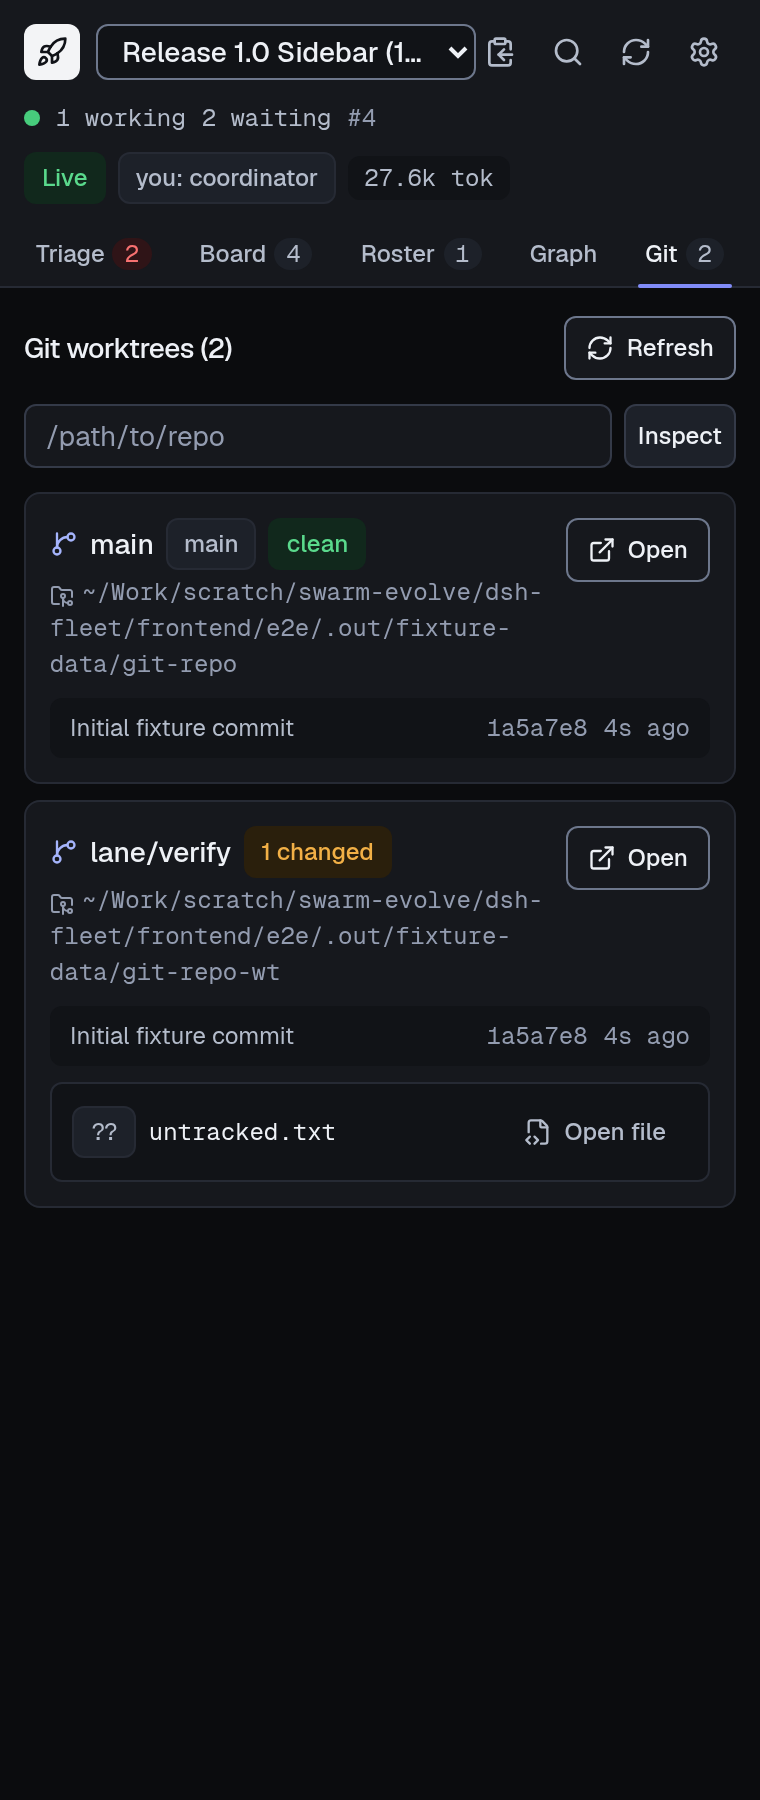 Release 1.0 Sidebar (1...
1 working 2 waiting #4
Live you: coordinator 27.6k tok
Triage 2 Board 4 Roster 1 Graph Git 2
Git worktrees (2) Refresh
/path/to/repo Inspect
main main clean Open
~/Work/scratch/swarm-evolve/dsh-
fleet/frontend/e2e/.out/fixture-
data/git-repo
Initial fixture commit 1a5a7e8 4s ago
lane/verify 1 changed Open
~/Work/scratch/swarm-evolve/dsh-
fleet/frontend/e2e/.out/fixture-
data/git-repo-wt
Initial fixture commit 1a5a7e8 4s ago
?? untracked.txt Open file